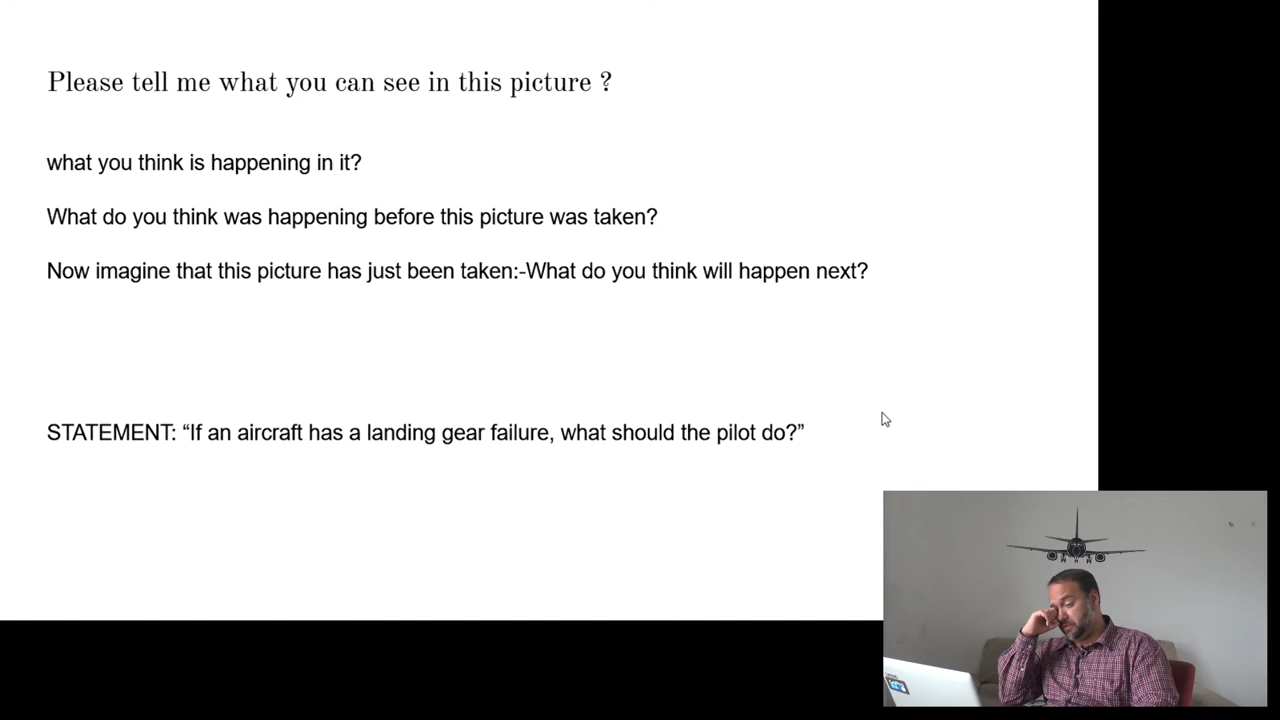 Please tell me what you can see in this picture ?
what you think is happening in it?
What do you think was happening before this picture was taken?
Now imagine that this picture has just been taken:-What do you think will happen next?
STATEMENT: “If an aircraft has a landing gear failure, what should the pilot do?”